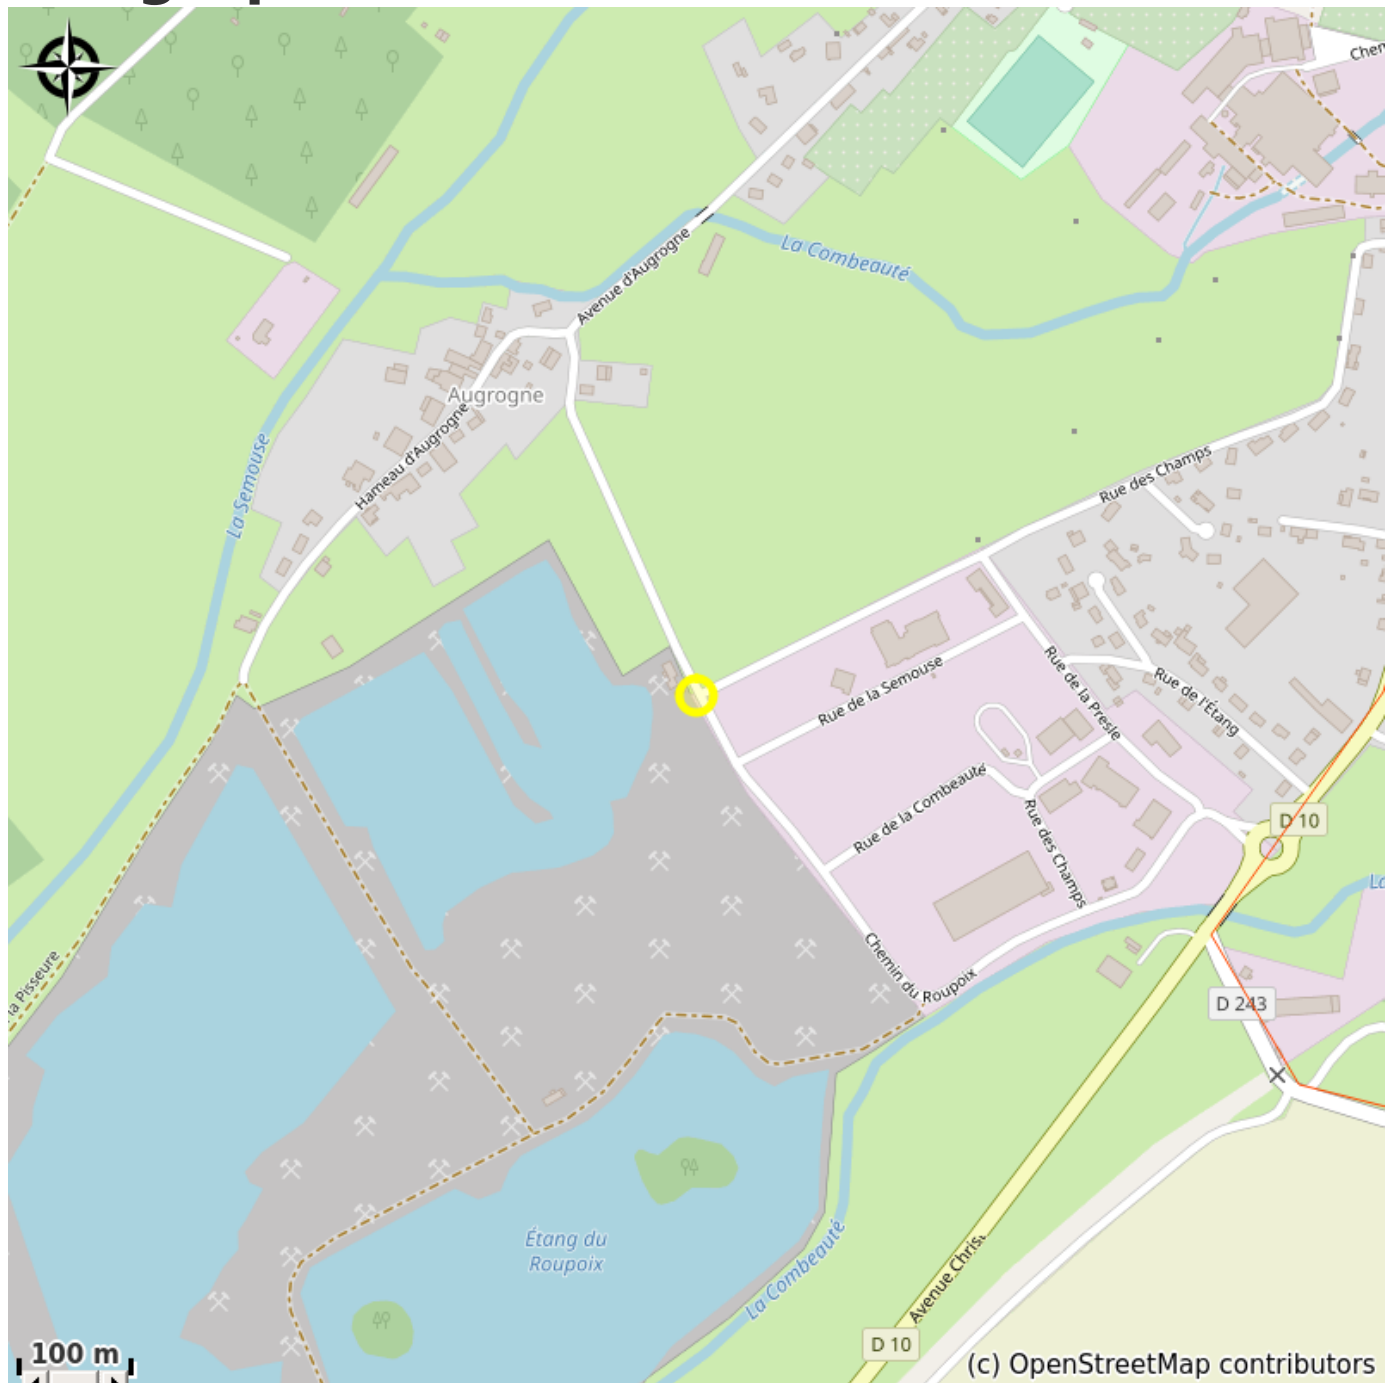 La Combeauté
Avenue d'Augrogne
Augrogne
Hameau d'Augrogne
La Semouse
Rue des Champs
Rue de la Semouse
Rue de la Presle
Rue de l'Étang
Rue de la Combeauté
Rue des Champs
D 10
Chemin du Roupoix
D 243
la Pisseure
Étang du
Roupoix
La Combeauté
Avenue Chris
D 10
100 m
(c) OpenStreetMap contributors